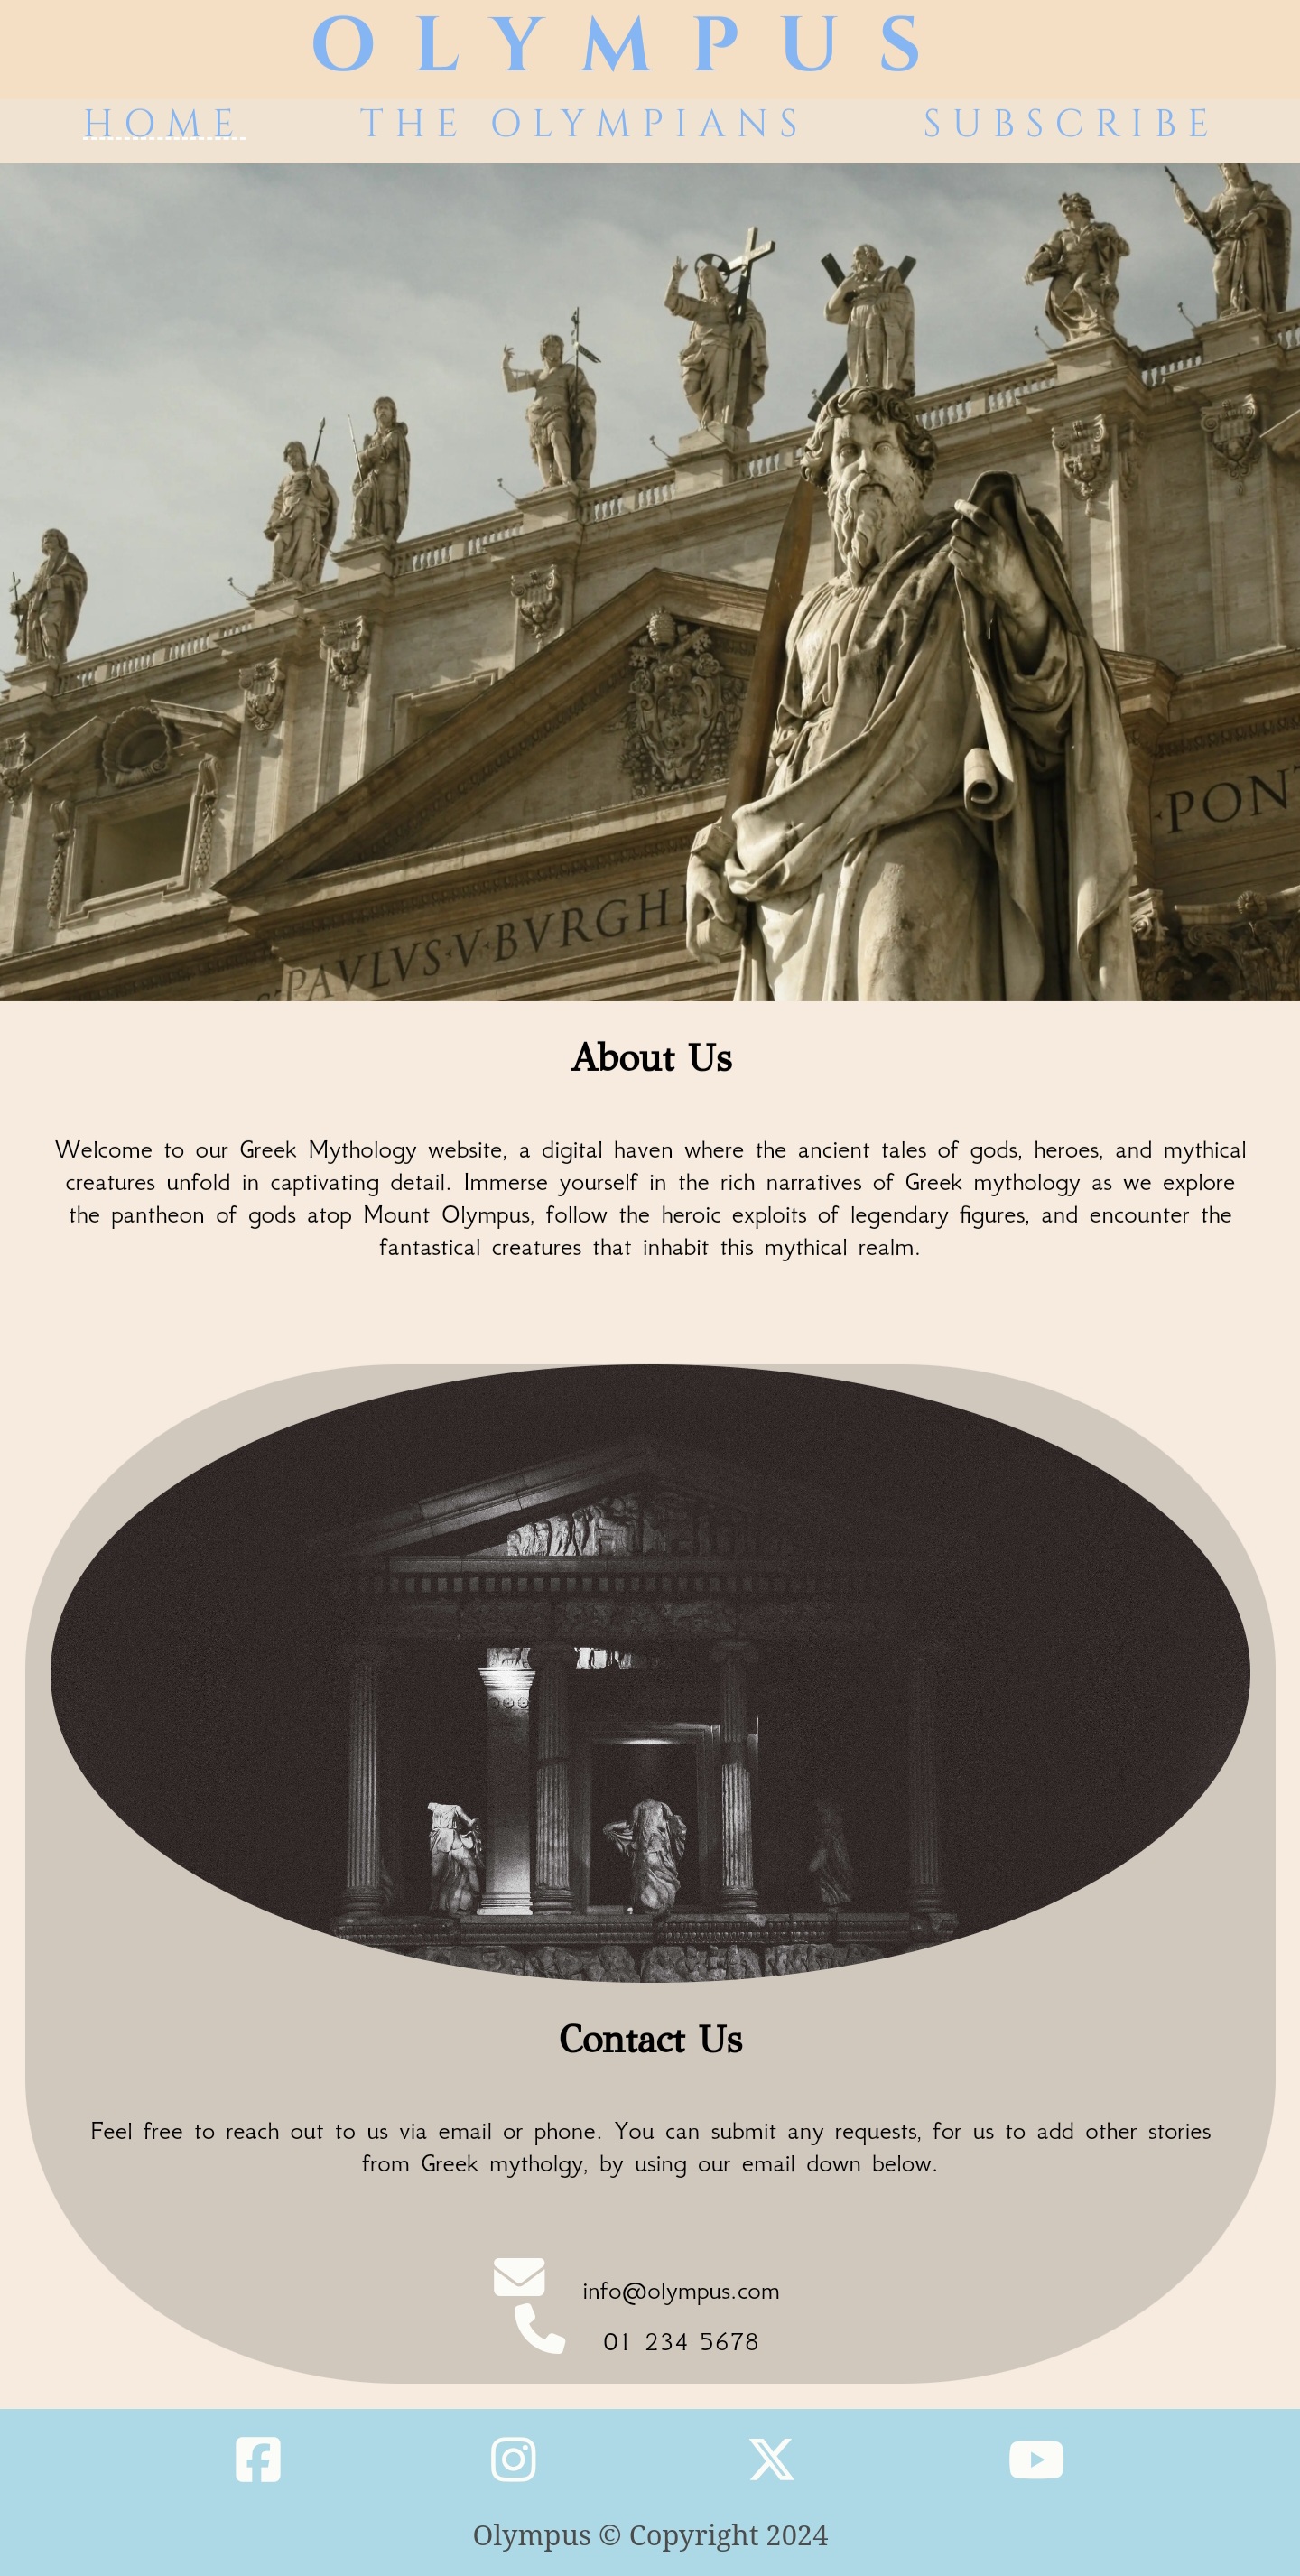 OLYMPUS
HOME THE OLYMPIANS SUBSCRIBE
PONT
PAVLVS·V·BVRGHE
About Us
Welcome to our Greek Mythology website, a digital haven where the ancient tales of gods, heroes, and mythical
creatures unfold in captivating detail. Immerse yourself in the rich narratives of Greek mythology as we explore
the pantheon of gods atop Mount Olympus, follow the heroic exploits of legendary figures, and encounter the
fantastical creatures that inhabit this mythical realm.
Contact Us
Feel free to reach out to us via email or phone. You can submit any requests, for us to add other stories
from Greek mytholgy, by using our email down below.
info@olympus.com
01 234 5678
Olympus © Copyright 2024